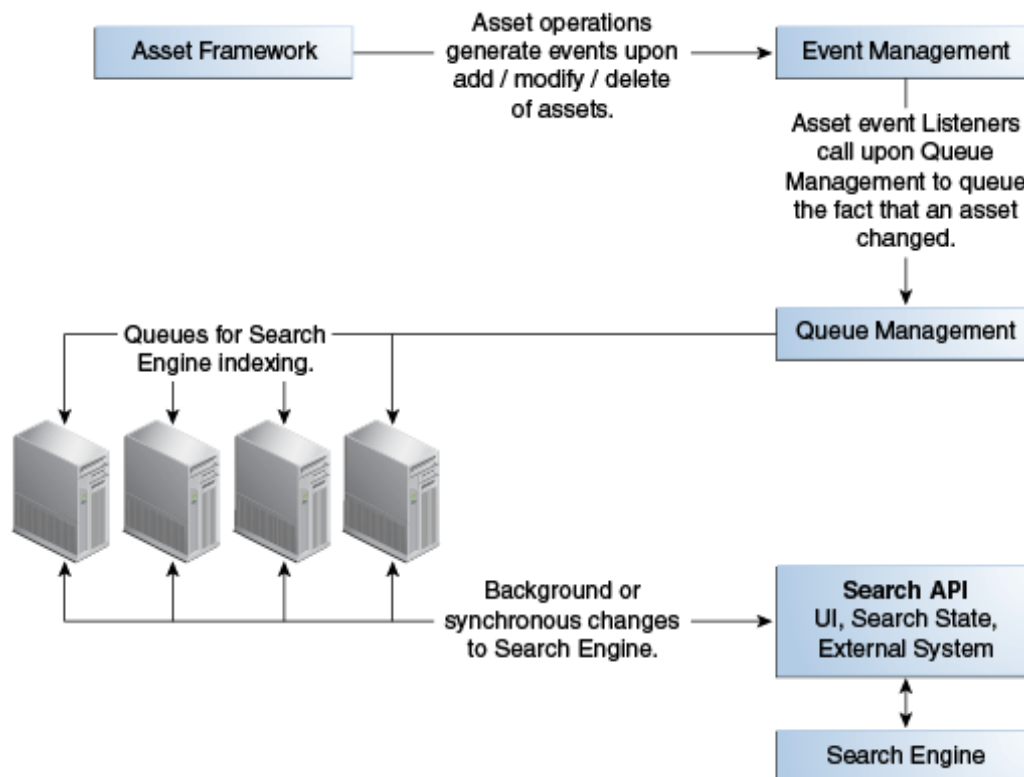 Asset Framework
Asset operations
generate events upon
add / modify / delete
of assets.
Event Management
Asset event Listeners
call upon Queue
Management to queue
the fact that an asset
changed.
Queue Management
Queues for Search
Engine indexing.
Background or
synchronous changes
to Search Engine.
Search API
UI, Search State,
External System
Search Engine